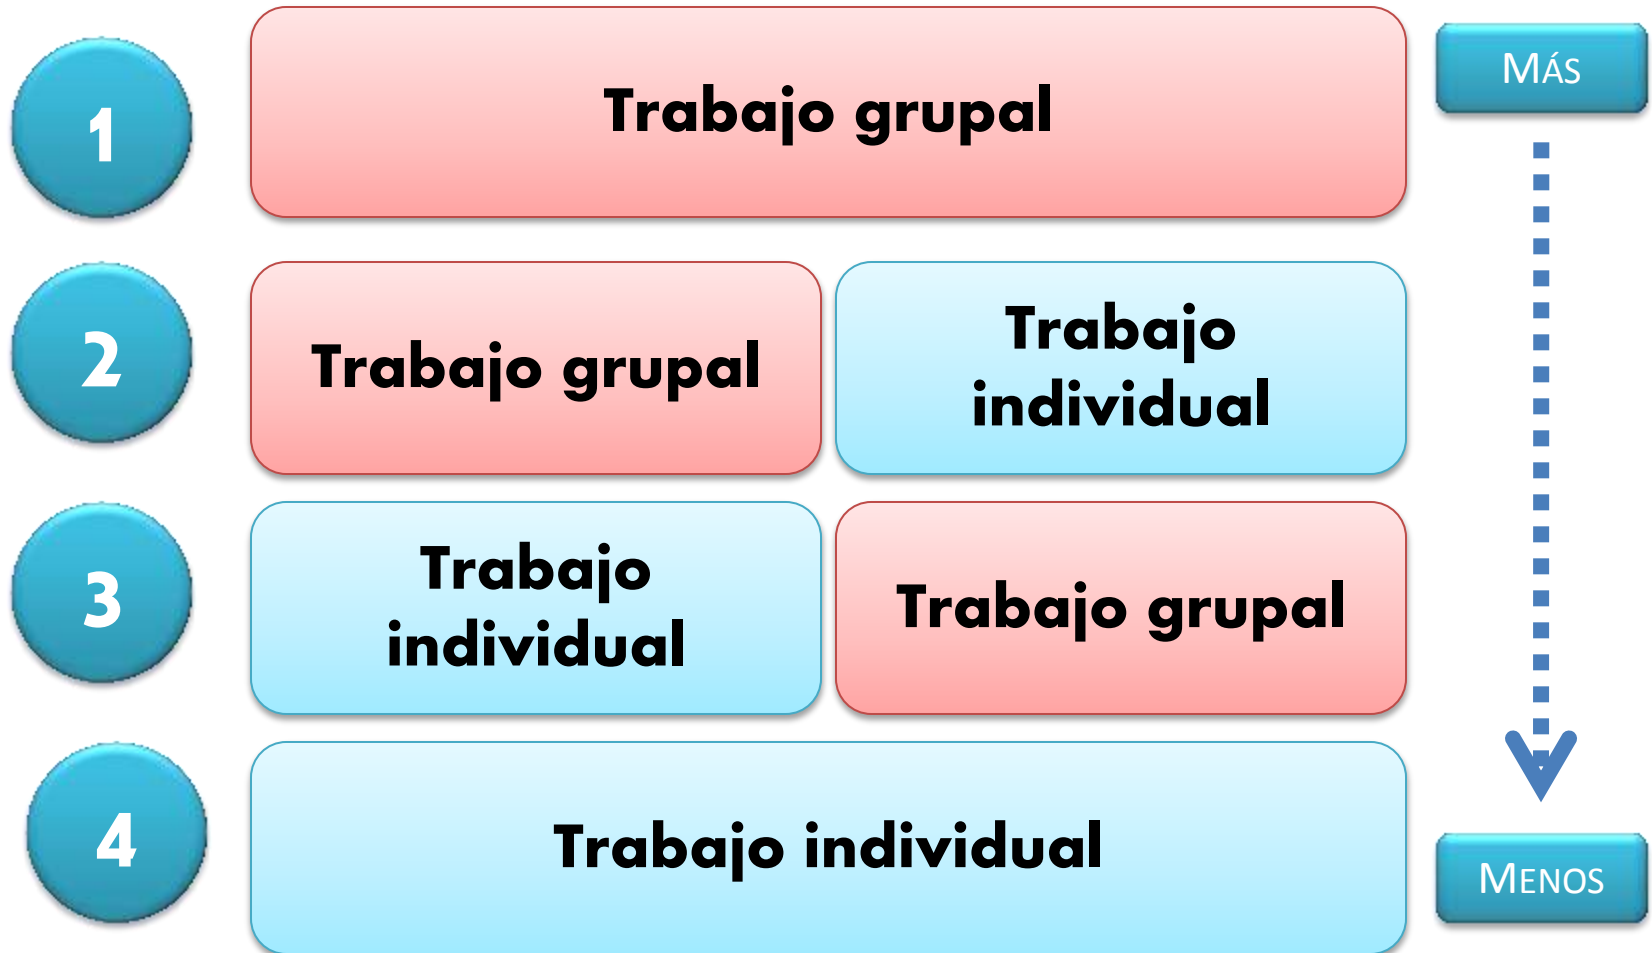 1
Trabajo grupal
MÁS
2
Trabajo grupal
Trabajo
individual
3
Trabajo
individual
Trabajo grupal
4
Trabajo individual
MENOS